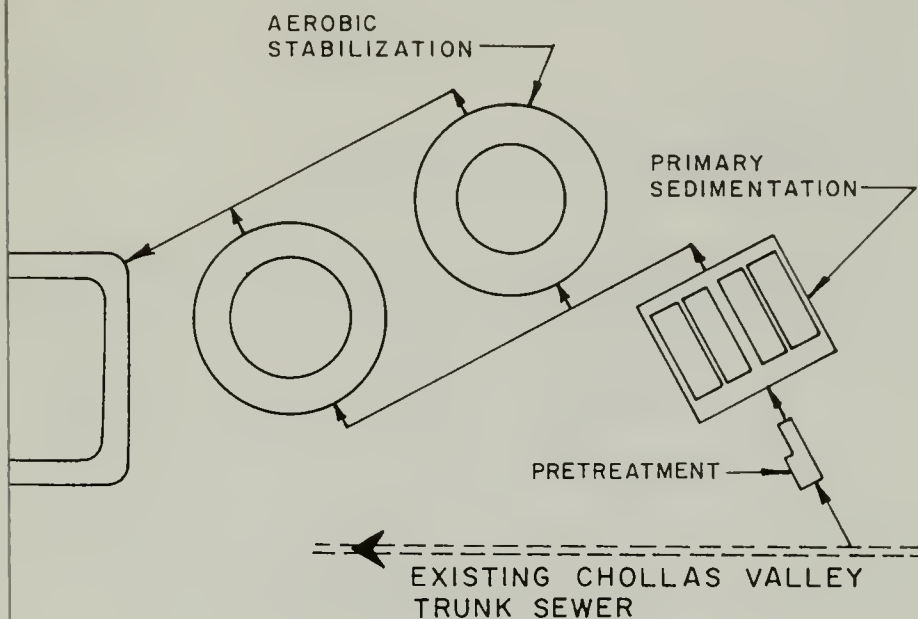 AEROBIC
STABILIZATION
PRIMARY
SEDIMENTATION
PRETREATMENT
EXISTING CHOLLAS VALLEY
TRUNK SEWER